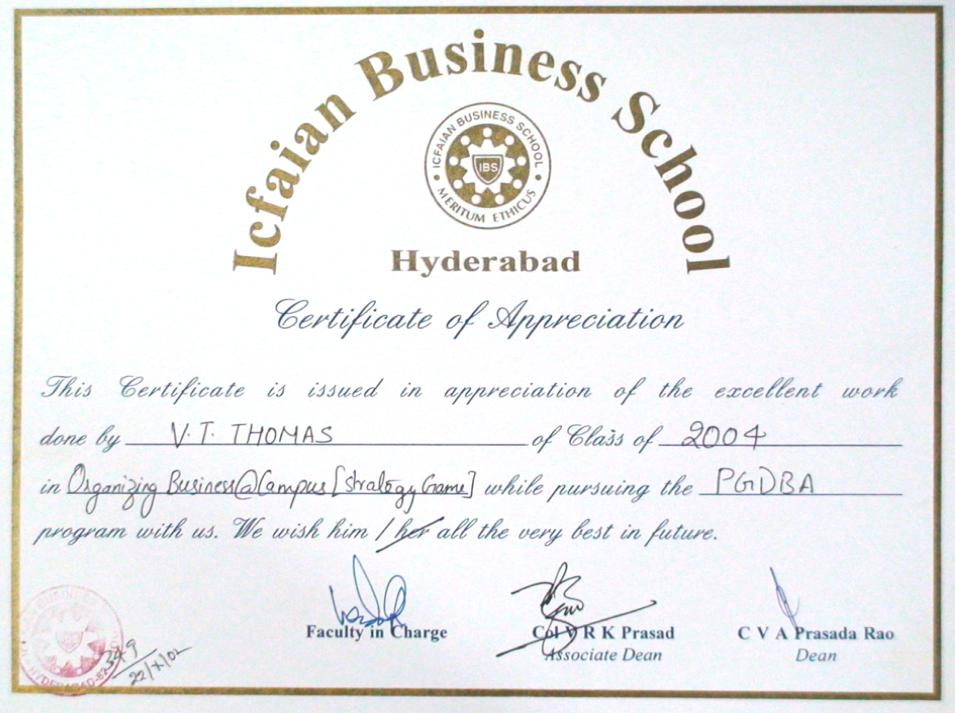 Icfaian Business School
ICFAIAN BUSINESS SCHOOL
IBS
MERITUM ETHICUS
Hyderabad
Certificate of Appreciation
This Certificate is issued in appreciation of the excellent work
done by V. T. THOMAS of Class of 2004
in Organizing Business@Campus [Strategy Game] while pursuing the PGDBA
program with us. We wish him / her all the very best in future.
Faculty in Charge
Col V R K Prasad
Associate Dean
C V A Prasada Rao
Dean
349
22/X/02